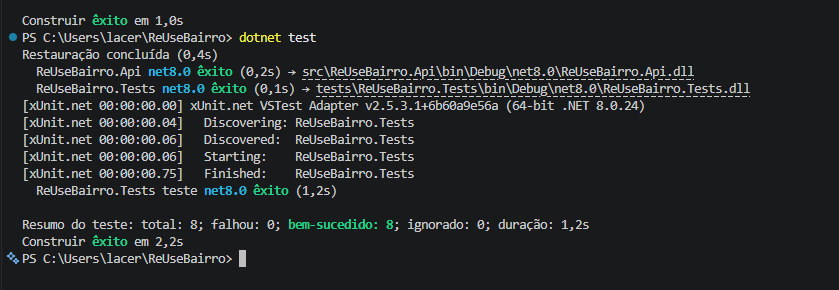 Construir êxito em 1,0s
PS C:\Users\lacer\ReUseBairro> dotnet test
Restauração concluída (0,4s)
ReUseBairro.Api net8.0 êxito (0,2s) → src\ReUseBairro.Api\bin\Debug\net8.0\ReUseBairro.Api.dll
ReUseBairro.Tests net8.0 êxito (0,1s) → tests\ReUseBairro.Tests\bin\Debug\net8.0\ReUseBairro.Tests.dll
[xUnit.net 00:00:00.00] xUnit.net VSTest Adapter v2.5.3.1+6b60a9e56a (64-bit .NET 8.0.24)
[xUnit.net 00:00:00.04]   Discovering: ReUseBairro.Tests
[xUnit.net 00:00:00.06]   Discovered:  ReUseBairro.Tests
[xUnit.net 00:00:00.06]   Starting:    ReUseBairro.Tests
[xUnit.net 00:00:00.75]   Finished:    ReUseBairro.Tests
ReUseBairro.Tests teste net8.0 êxito (1,2s)
Resumo do teste: total: 8; falhou: 0; bem-sucedido: 8; ignorado: 0; duração: 1,2s
Construir êxito em 2,2s
PS C:\Users\lacer\ReUseBairro>